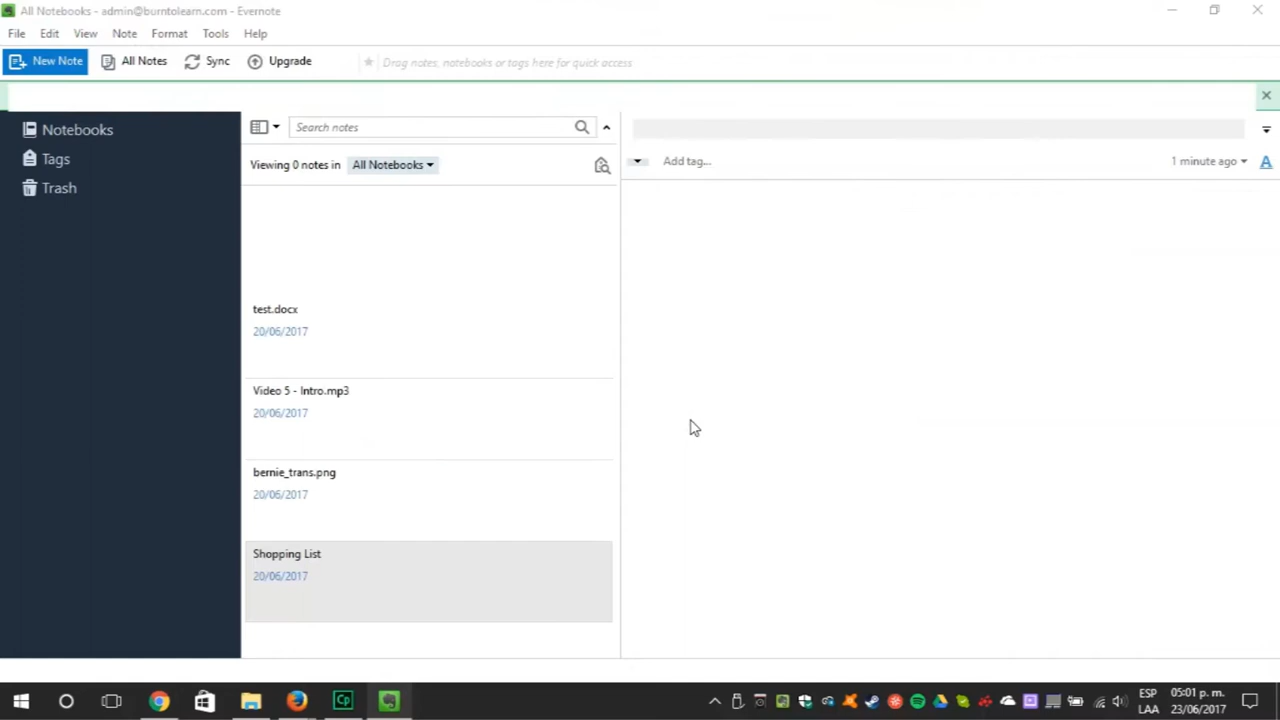 All Notebooks - admin@burntolearn.com - Evernote
File Edit View Note Format Tools Help
New Note All Notes Sync Upgrade Drag notes, notebooks or tags here for quick access
Notebooks
Tags
Trash
Search notes
Viewing 0 notes in All Notebooks
Add tag... 1 minute ago A
test.docx
20/06/2017
Video 5 - Intro.mp3
20/06/2017
bernie_trans.png
20/06/2017
Shopping List
20/06/2017
Cp
ESP
LAA
05:01 p. m.
23/06/2017